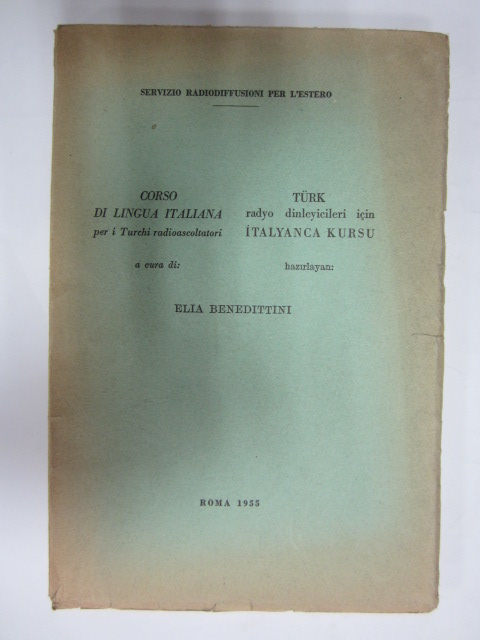 SERVIZIO RADIODIFFUSIONI PER L'ESTERO
CORSO
DI LINGUA ITALIANA
per i Turchi radioascoltatori
a cura di:
TÜRK
radyo dinleyicileri için
İTALYANCA KURSU
hazırlayan:
ELIA BENEDITTINI
ROMA 1955